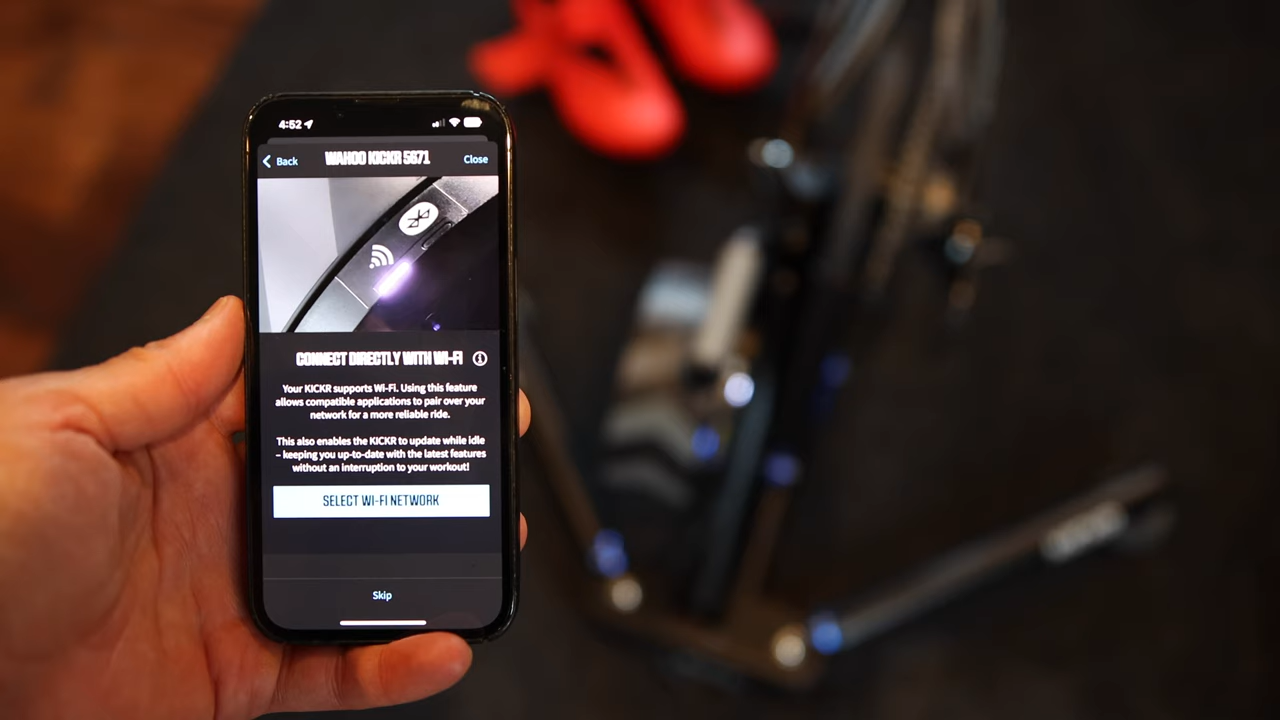 4:52
Back
WAHOO KICKR 5671
Close
CONNECT DIRECTLY WITH WI-FI
Your KICKR supports Wi-Fi. Using this feature
allows compatible applications to pair over your
network for a more reliable ride.
This also enables the KICKR to update while idle
– keeping you up-to-date with the latest features
without an interruption to your workout!
SELECT WI-FI NETWORK
Skip